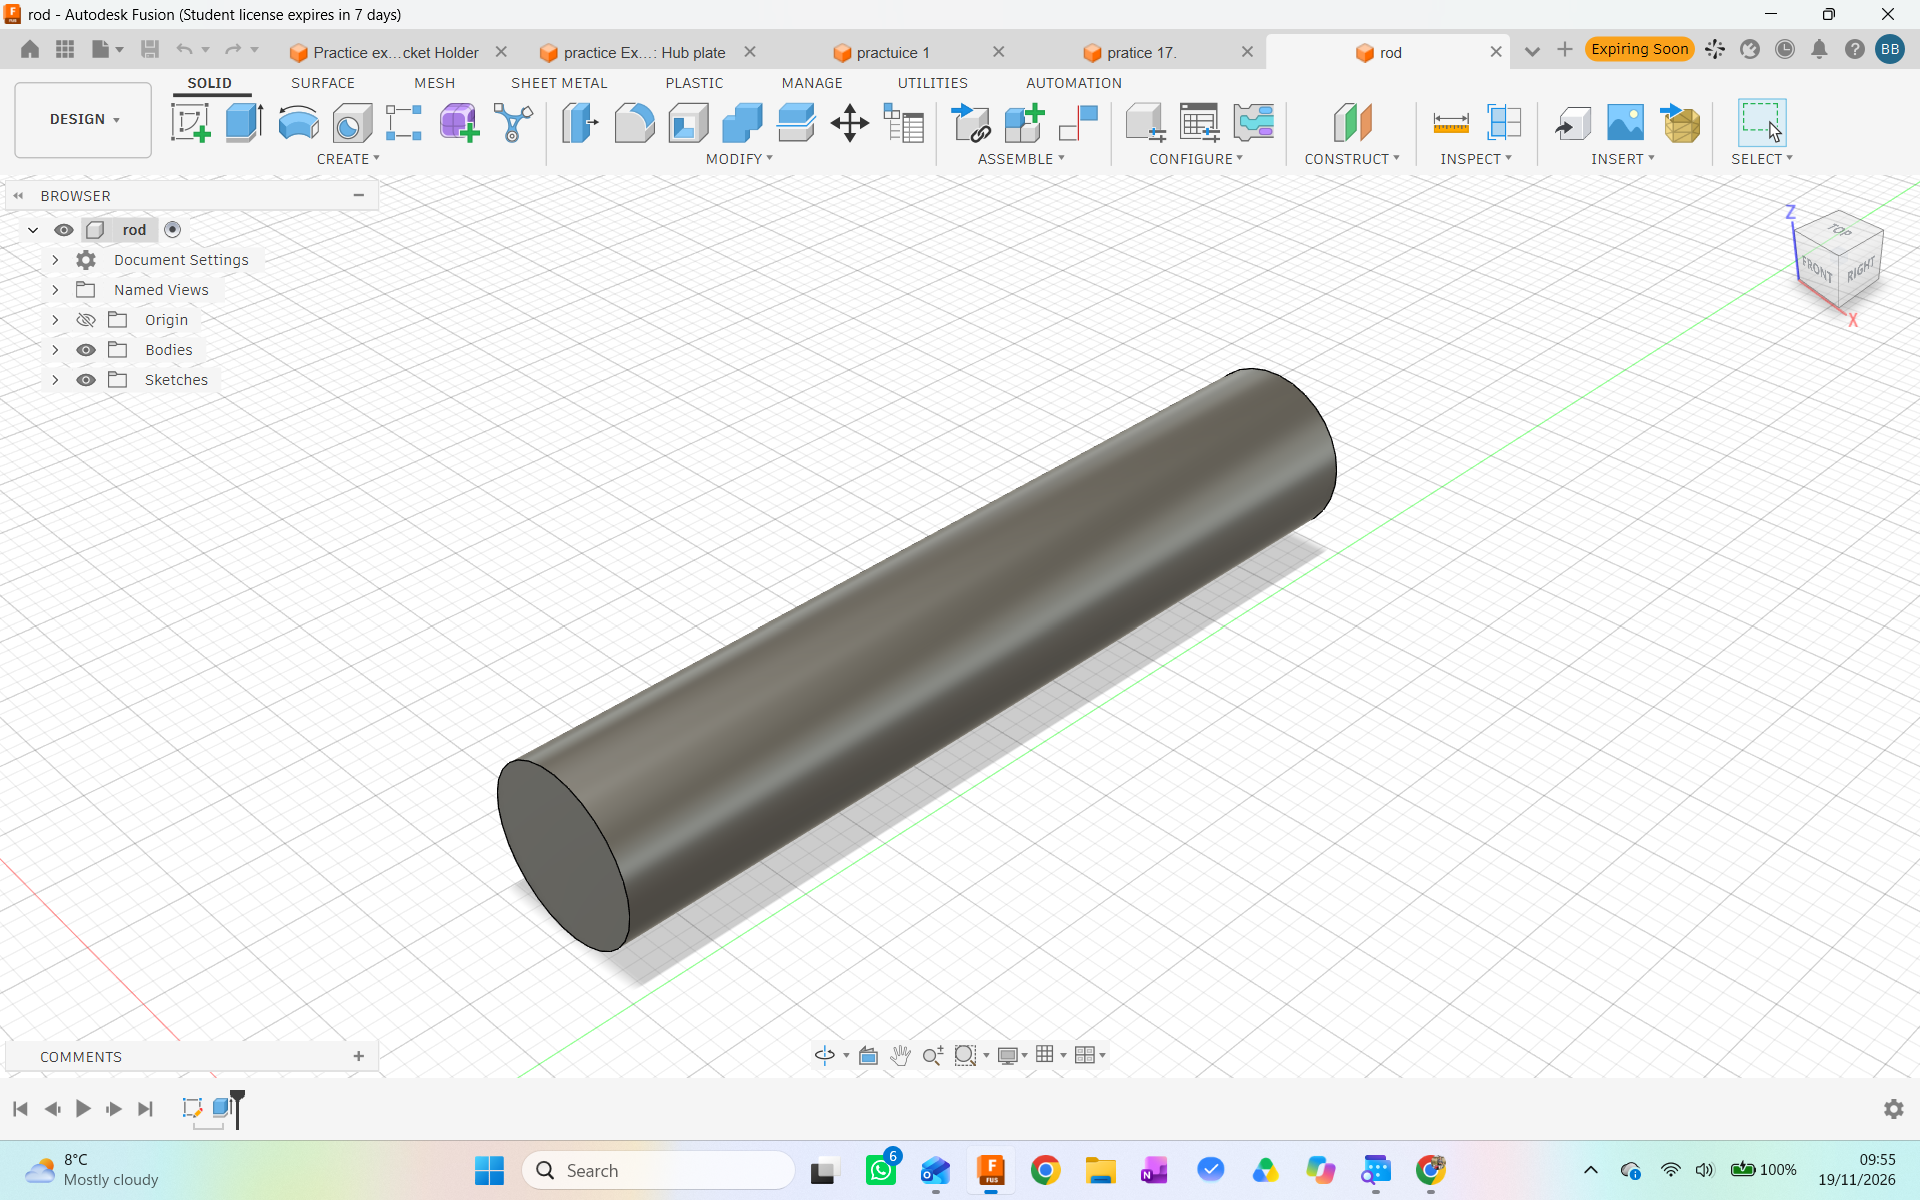 rod - Autodesk Fusion (Student license expires in 7 days)
Practice ex...cket Holder
practice Ex...: Hub plate
practuice 1
pratice 17.
rod
Expiring Soon
BB
SOLID
SURFACE
MESH
SHEET METAL
PLASTIC
MANAGE
UTILITIES
AUTOMATION
DESIGN
CREATE
MODIFY
ASSEMBLE
CONFIGURE
CONSTRUCT
INSPECT
INSERT
SELECT
BROWSER
rod
Document Settings
Named Views
Origin
Bodies
Sketches
Z
TOP
FRONT
RIGHT
X
COMMENTS
8°C
Mostly cloudy
Search
6
F
FUS
100%
09:55
19/11/2026